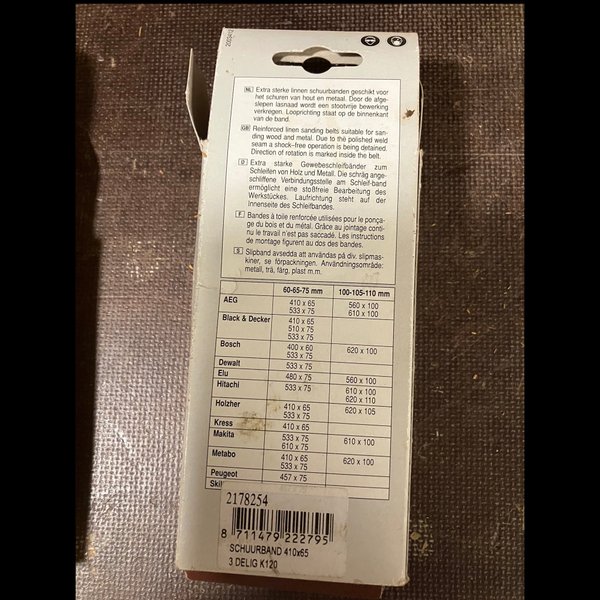 NL Extra sterke linnen schuurbanden geschikt voor
het schuren van hout en metaal. Door de afge-
slepen lasnaad wordt een stootvrije bewerking
verkregen. Looprichting staat op de binnenkant
van de band.
GB Reinforced linen sanding belts suitable for san-
ding wood and metal. Due to the polished weld
seam a shock-free operation is being detained.
Direction of rotation is marked inside the belt.
D Extra starke Gewebeschleifbänder zum
Schleifen von Holz und Metall. Die schräg ange-
schliffene Verbindungsstelle am Schleif-band
ermöglicht eine stoßfreie Bearbeitung des
Werkstückes. Laufrichtung steht auf der
Innenseite des Schleifbandes.
F Bandes à toile renforcée utilisées pour le ponça-
ge du bois et du métal. Grâce au jointage conti-
nu le travail n'est pas saccadé. Les instructions
de montage figurent au dos des bandes.
S Slipband avsedda att användas på div. slipmas-
kiner, se förpackningen. Användningsområde:
metall, trä, färg, plast m.m.
60-65-75 mm 100-105-110 mm
AEG 410 x 65 560 x 100
533 x 75 610 x 100
Black & Decker 410 x 65
510 x 75
533 x 75
Bosch 400 x 60 620 x 100
533 x 75
Dewalt 533 x 75
Elu 480 x 75 560 x 100
Hitachi 533 x 75 610 x 100
620 x 110
Holzher 410 x 65 620 x 105
533 x 75
Kress 410 x 65
Makita 533 x 75 610 x 100
610 x 75
Metabo 410 x 65 620 x 100
533 x 75
Peugeot 457 x 75
Skil
2178254
8 711479 222795
SCHUURBAND 410x65
3 DELIG K120